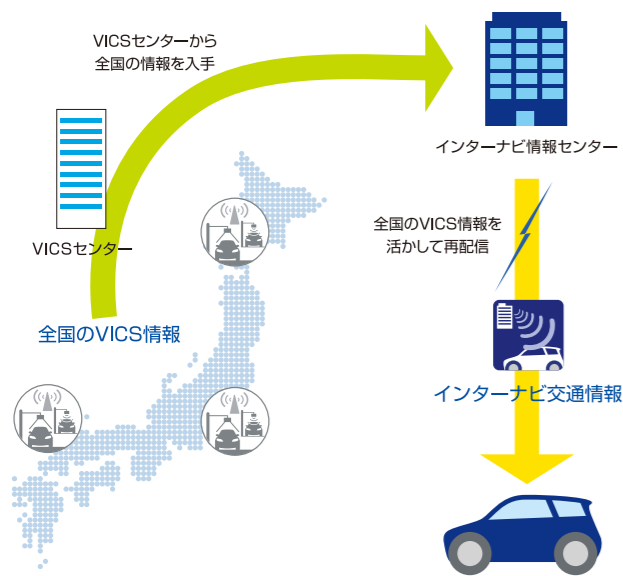 VICSセンターから
全国の情報を入手
インターナビ情報センター
VICSセンター
全国のVICS情報を
活かして再配信
全国のVICS情報
インターナビ交通情報